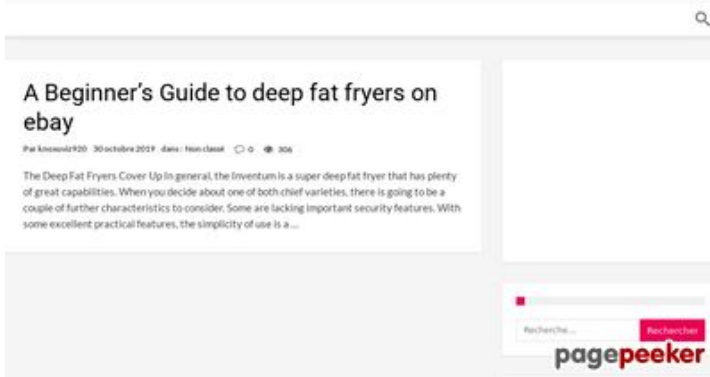 A Beginner's Guide to deep fat fryers on
ebay
Par knouviz920 30 octobre 2019 dans : Non classé 0 306
The Deep Fat Fryers Cover Up In general, the Inventum is a super deep fat fryer that has plenty
of great capabilities. When you decide about one of both chief varieties, there is going to be a
couple of further characteristics to consider. Some are lacking important security features. With
some excellent practical features, the simplicity of use is a ...
Recherche ... Rechercher
pagepeeker